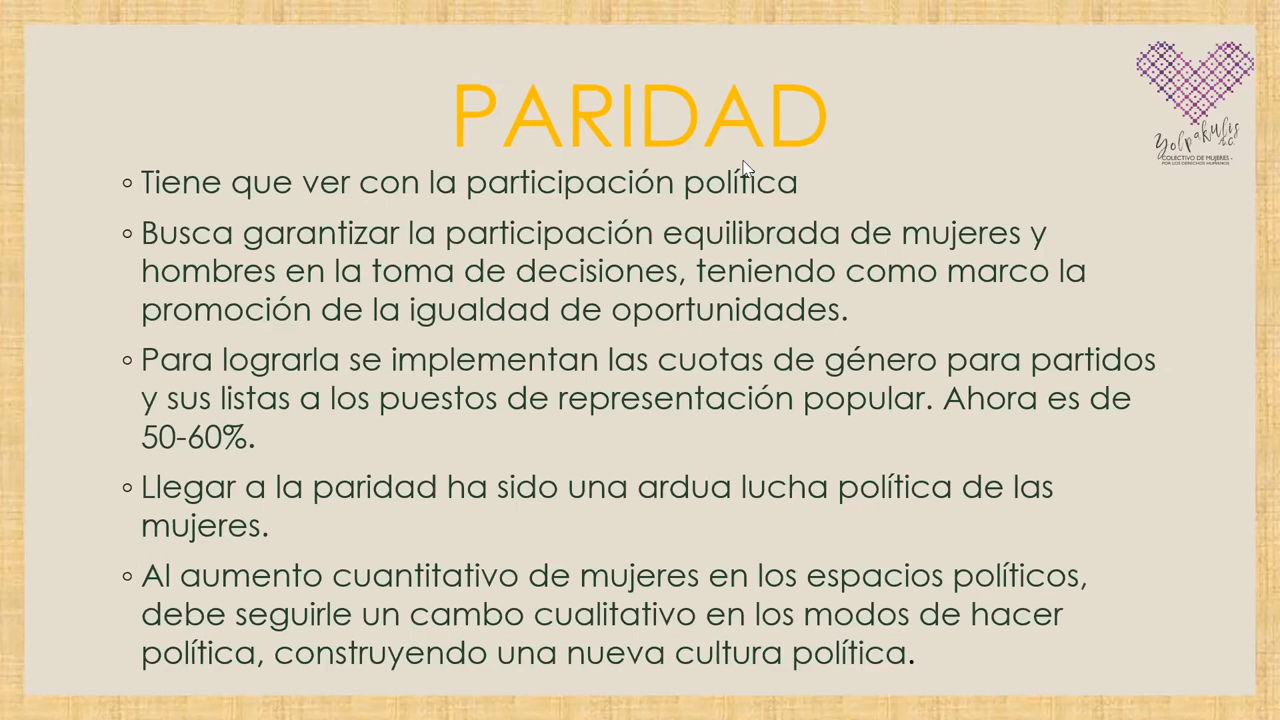 PARIDAD
Yolpakulis
A.C.
COLECTIVO DE MUJERES
POR LOS DERECHOS HUMANOS
◦ Tiene que ver con la participación política
◦ Busca garantizar la participación equilibrada de mujeres y
hombres en la toma de decisiones, teniendo como marco la
promoción de la igualdad de oportunidades.
◦ Para lograrla se implementan las cuotas de género para partidos
y sus listas a los puestos de representación popular. Ahora es de
50-60%.
◦ Llegar a la paridad ha sido una ardua lucha política de las
mujeres.
◦ Al aumento cuantitativo de mujeres en los espacios políticos,
debe seguirle un cambo cualitativo en los modos de hacer
política, construyendo una nueva cultura política.